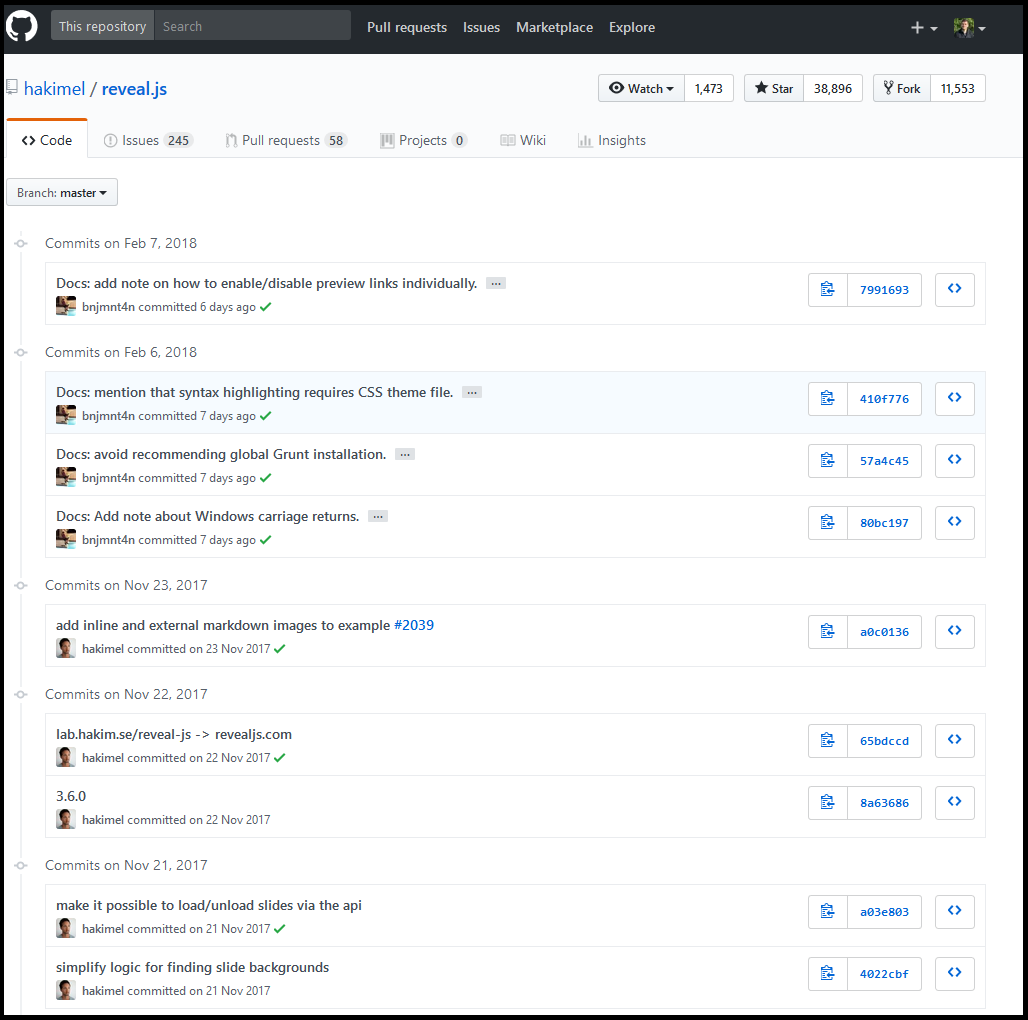 This repository Search Pull requests Issues Marketplace Explore
hakimel / reveal.js Watch 1,473 Star 38,896 Fork 11,553
Code Issues 245 Pull requests 58 Projects 0 Wiki Insights
Branch: master
Commits on Feb 7, 2018
Docs: add note on how to enable/disable preview links individually. …
7991693
bnjmnt4n committed 6 days ago
Commits on Feb 6, 2018
Docs: mention that syntax highlighting requires CSS theme file. …
410f776
bnjmnt4n committed 7 days ago
Docs: avoid recommending global Grunt installation. …
57a4c45
bnjmnt4n committed 7 days ago
Docs: Add note about Windows carriage returns. …
80bc197
bnjmnt4n committed 7 days ago
Commits on Nov 23, 2017
add inline and external markdown images to example #2039
a0c0136
hakimel committed on 23 Nov 2017
Commits on Nov 22, 2017
lab.hakim.se/reveal-js -> revealjs.com
65bdccd
hakimel committed on 22 Nov 2017
3.6.0
8a63686
hakimel committed on 22 Nov 2017
Commits on Nov 21, 2017
make it possible to load/unload slides via the api
a03e803
hakimel committed on 21 Nov 2017
simplify logic for finding slide backgrounds
4022cbf
hakimel committed on 21 Nov 2017